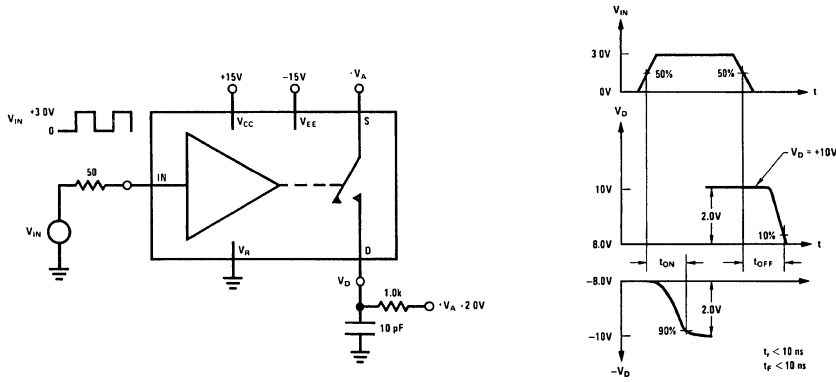 +15V
-15V
·VA
VIN
+3 0V
0
VCC
VEE
S
50
IN
VIN
VR
D
VD
1.0k
·VA ·2 0V
10 pF
VIN
3 0V
50%
50%
0V
t
VD
VD = +10V
10V
2.0V
10%
8.0V
t
tON
tOFF
-8.0V
2.0V
90%
-10V
-VD
tr < 10 ns
tF < 10 ns